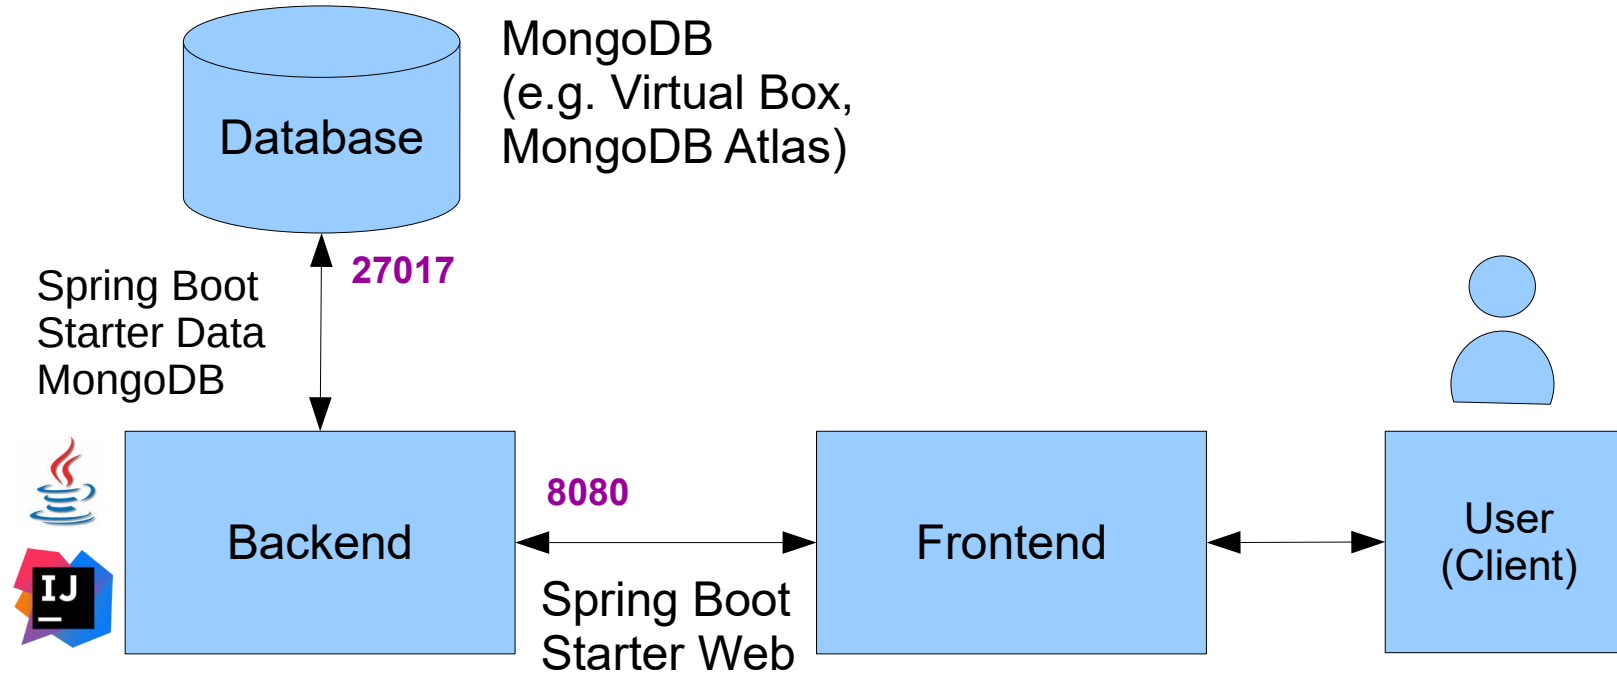 MongoDB
(e.g. Virtual Box,
MongoDB Atlas)
Database
27017
Spring Boot
Starter Data
MongoDB
8080
Backend
IJ
Spring Boot
Starter Web
Frontend
User
(Client)